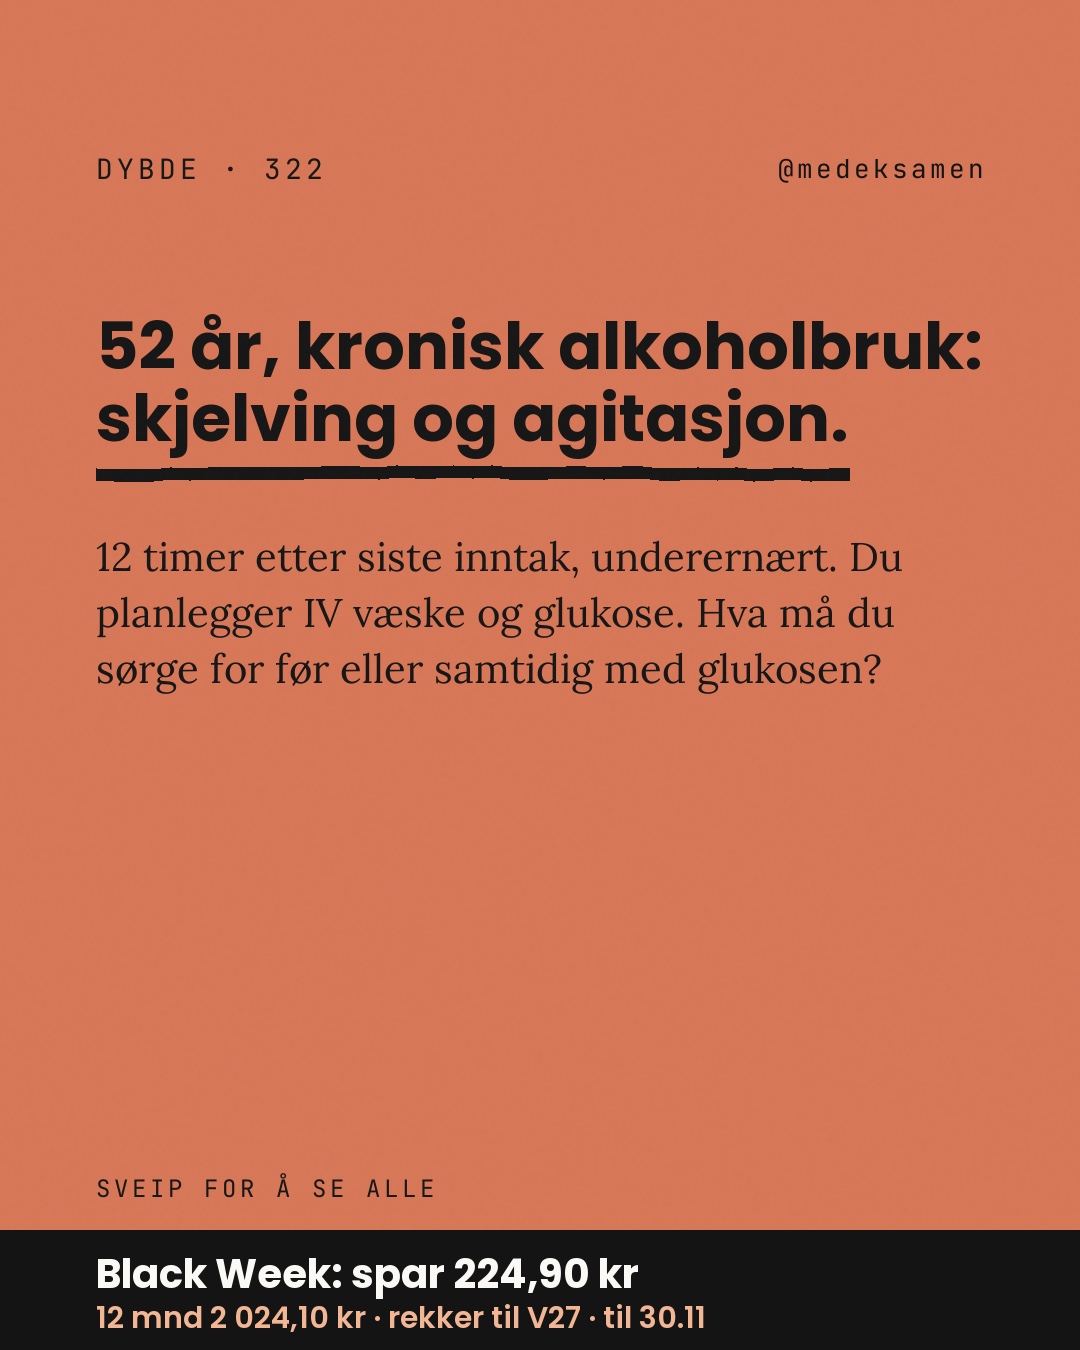 DYBDE · 322
@medeksamen
52 år, kronisk alkoholbruk:
skjelving og agitasjon.
12 timer etter siste inntak, underernært. Du
planlegger IV væske og glukose. Hva må du
sørge for før eller samtidig med glukosen?
SVEIP FOR Å SE ALLE
Black Week: spar 224,90 kr
12 mnd 2 024,10 kr · rekker til V27 · til 30.11